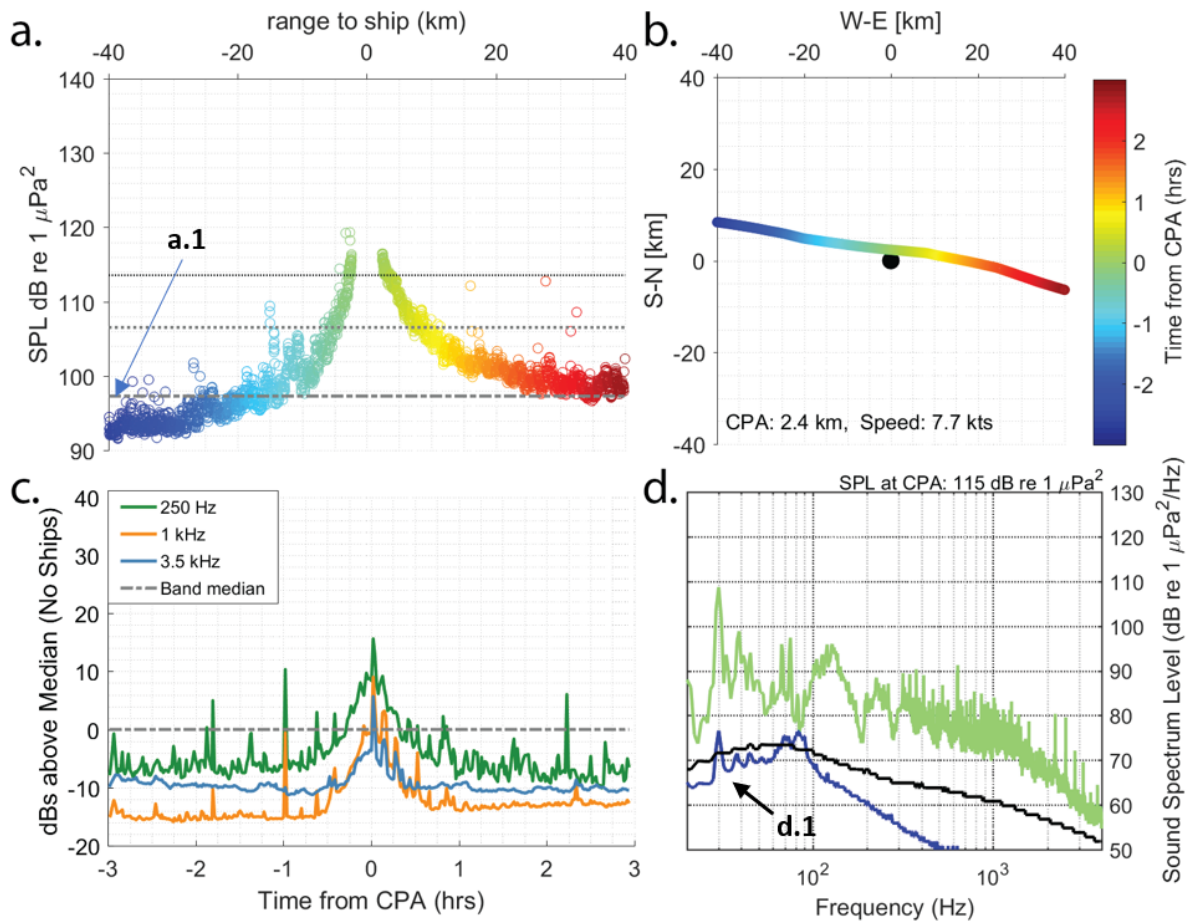 a.
range to ship (km)
-40 -20 0 20 40
140
130
120
110
100
90
SPL dB re 1 μPa²
a.1
b.
W-E [km]
-40 -20 0 20 40
40
20
0
-20
-40
S-N [km]
CPA: 2.4 km, Speed: 7.7 kts
2
1
0
-1
-2
Time from CPA (hrs)
c.
40
30
20
10
0
-10
-20
dBs above Median (No Ships)
250 Hz
1 kHz
3.5 kHz
Band median
-3 -2 -1 0 1 2 3
Time from CPA (hrs)
d.
SPL at CPA: 115 dB re 1 μPa²
130
120
110
100
90
80
70
60
50
Sound Spectrum Level (dB re 1 μPa²/Hz)
d.1
10² 10³
Frequency (Hz)